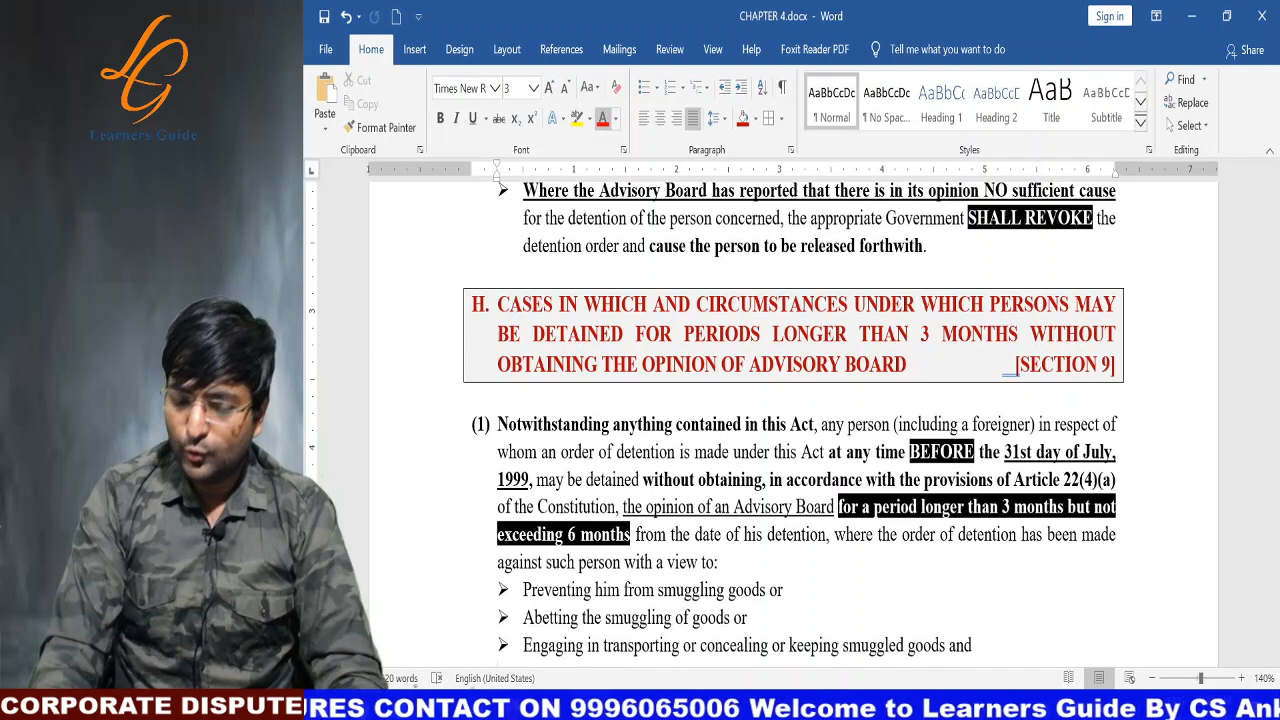 CHAPTER 4.docx - Word
Sign in
File Home Insert Design Layout References Mailings Review View Help Foxit Reader PDF Tell me what you want to do Share
Learners Guide
Paste
Cut
Copy
Format Painter
Clipboard
Times New R 3
Font
Paragraph
AaBbCcDc AaBbCcDc AaBbCc AaBbCcD AaB AaBbCcD
¶ Normal ¶ No Spac... Heading 1 Heading 2 Title Subtitle
Styles
Find
Replace
Select
Editing
1 1 2 3 4 5 6 7
➢ Where the Advisory Board has reported that there is in its opinion NO sufficient cause
for the detention of the person concerned, the appropriate Government SHALL REVOKE the
detention order and cause the person to be released forthwith.
H. CASES IN WHICH AND CIRCUMSTANCES UNDER WHICH PERSONS MAY
BE DETAINED FOR PERIODS LONGER THAN 3 MONTHS WITHOUT
OBTAINING THE OPINION OF ADVISORY BOARD [SECTION 9]
(1) Notwithstanding anything contained in this Act, any person (including a foreigner) in respect of
whom an order of detention is made under this Act at any time BEFORE the 31st day of July,
1999, may be detained without obtaining, in accordance with the provisions of Article 22(4)(a)
of the Constitution, the opinion of an Advisory Board for a period longer than 3 months but not
exceeding 6 months from the date of his detention, where the order of detention has been made
against such person with a view to:
➢ Preventing him from smuggling goods or
➢ Abetting the smuggling of goods or
➢ Engaging in transporting or concealing or keeping smuggled goods and
20 words English (United States) 140%
CORPORATE DISPUTE
RES CONTACT ON 9996065006 Welcome to Learners Guide By CS Ank